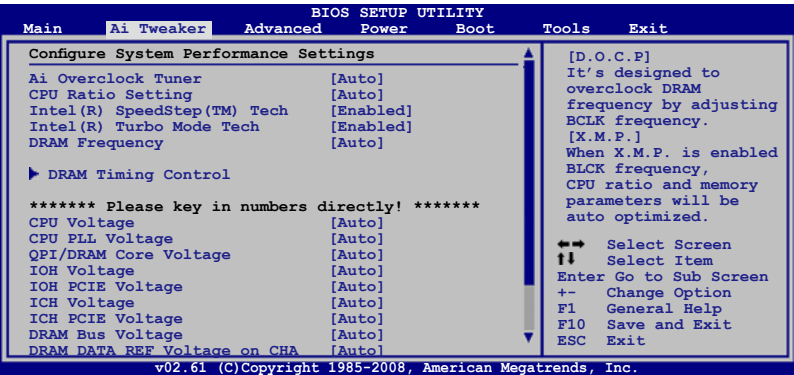 BIOS SETUP UTILITY
Main Ai Tweaker Advanced Power Boot Tools Exit
Configure System Performance Settings
Ai Overclock Tuner [Auto]
CPU Ratio Setting [Auto]
Intel(R) SpeedStep(TM) Tech [Enabled]
Intel(R) Turbo Mode Tech [Enabled]
DRAM Frequency [Auto]
DRAM Timing Control
******* Please key in numbers directly! *******
CPU Voltage [Auto]
CPU PLL Voltage [Auto]
QPI/DRAM Core Voltage [Auto]
IOH Voltage [Auto]
IOH PCIE Voltage [Auto]
ICH Voltage [Auto]
ICH PCIE Voltage [Auto]
DRAM Bus Voltage [Auto]
DRAM DATA REF Voltage on CHA [Auto]
[D.O.C.P]
It's designed to
overclock DRAM
frequency by adjusting
BCLK frequency.
[X.M.P.]
When X.M.P. is enabled
BLCK frequency,
CPU ratio and memory
parameters will be
auto optimized.
Select Screen
Select Item
Enter Go to Sub Screen
+- Change Option
F1 General Help
F10 Save and Exit
ESC Exit
v02.61 (C)Copyright 1985-2008, American Megatrends, Inc.